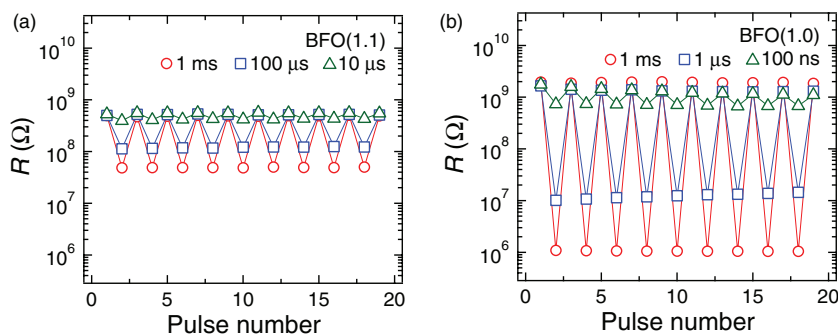 (a)
BFO(1.1)
1 ms 100 μs 10 μs
10^10
10^9
10^8
10^7
10^6
R (Ω)
0 5 10 15 20
Pulse number
(b)
BFO(1.0)
1 ms 1 μs 100 ns
10^10
10^9
10^8
10^7
10^6
R (Ω)
0 5 10 15 20
Pulse number